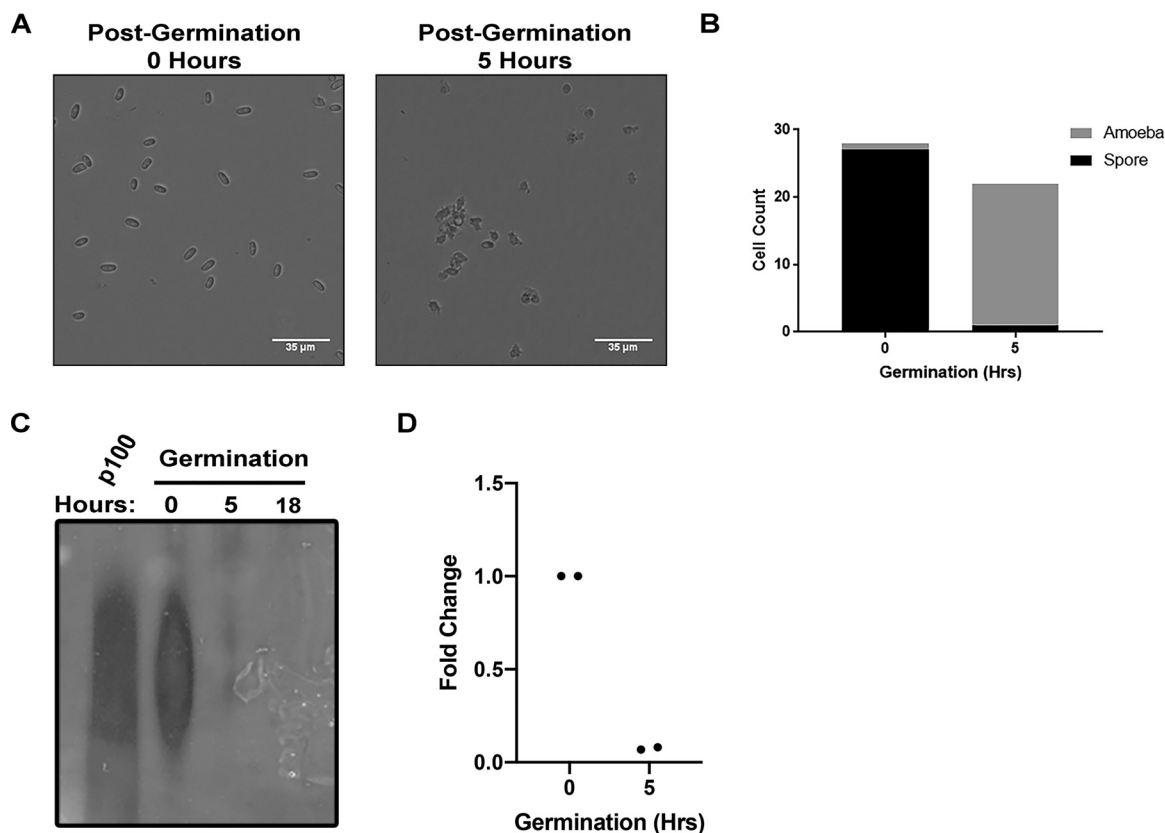 A
Post-Germination
0 Hours
Post-Germination
5 Hours
35 µm
35 µm
B
30
20
10
0
Cell Count
0
5
Germination (Hrs)
Amoeba
Spore
C
p100
Germination
Hours: 0 5 18
D
1.5
1.0
0.5
0.0
Fold Change
0
5
Germination (Hrs)